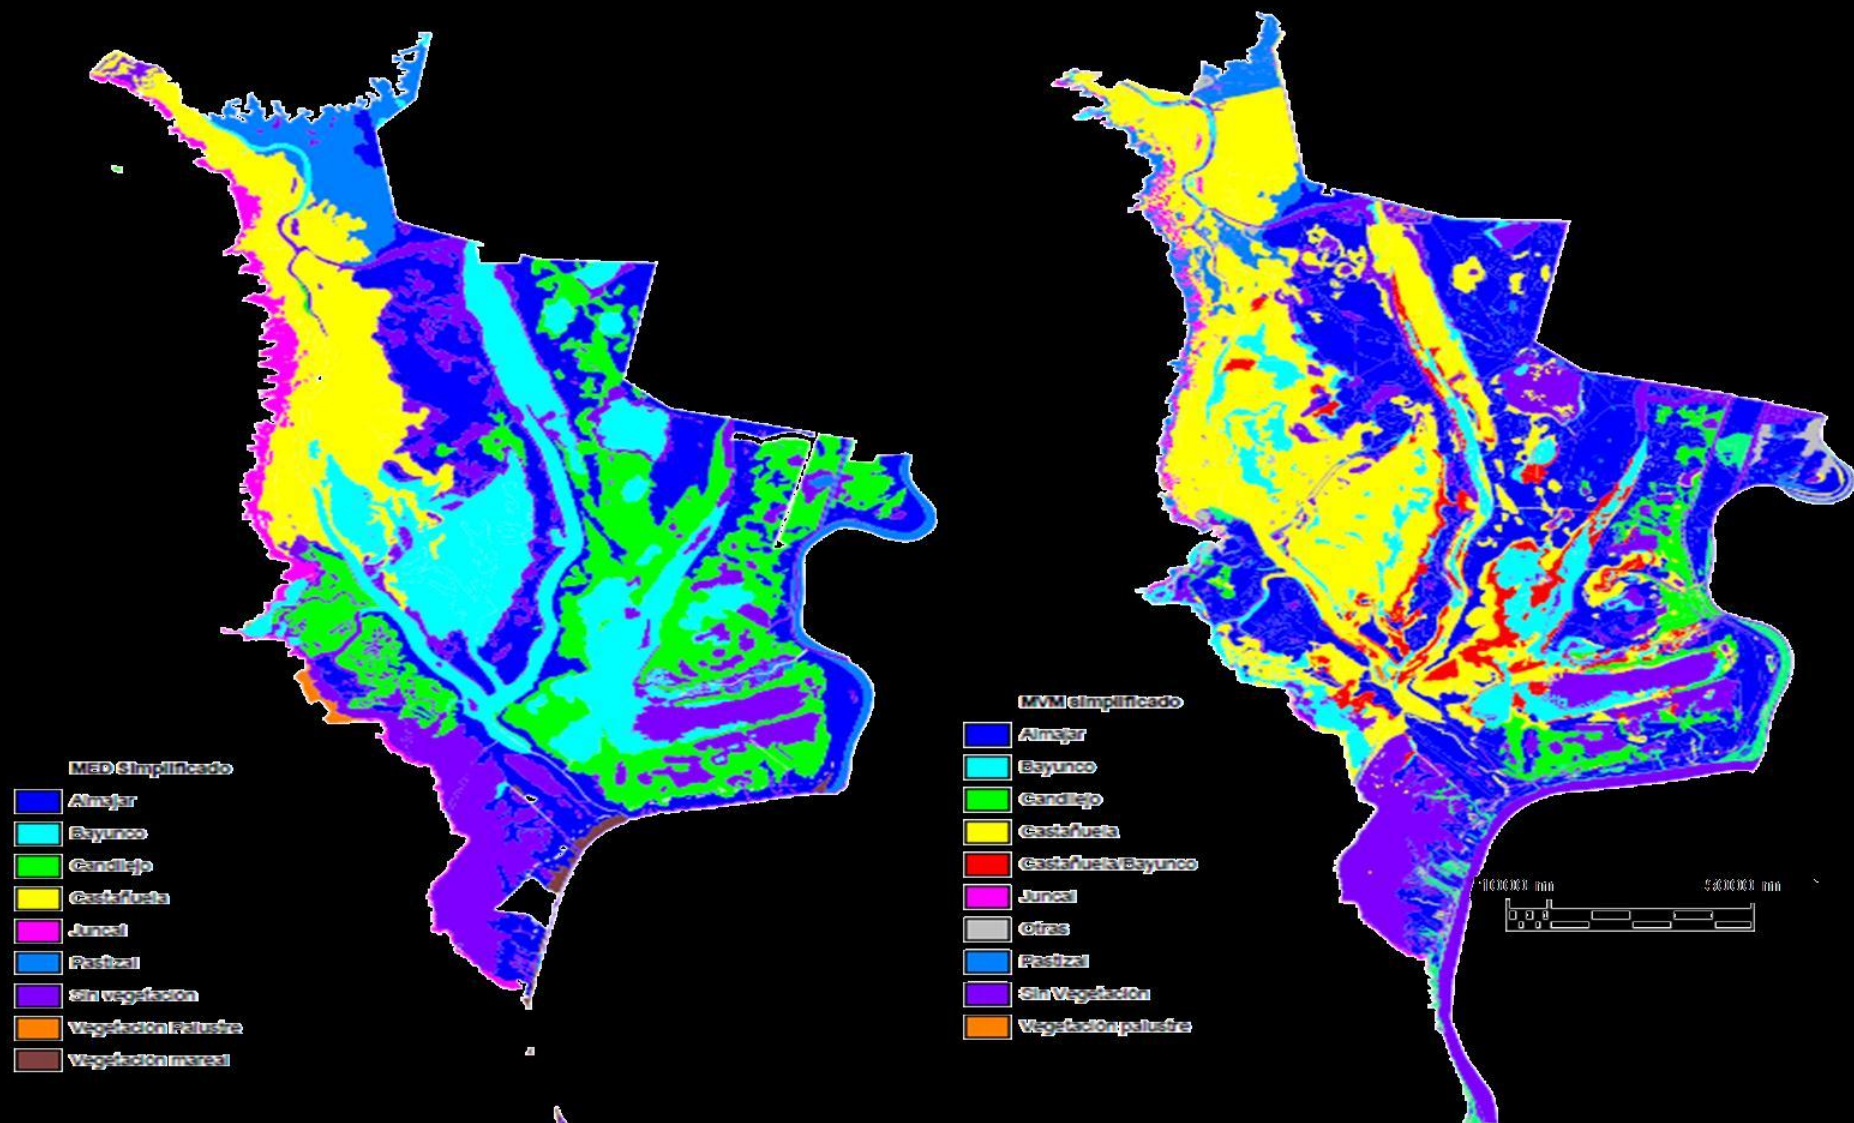 MED Simplificado
Almajar
Bayunco
Candilejo
Castañuela
Juncal
Pastizal
Sin vegetación
Vegetación Palustre
Vegetación mareal
MVM simplificado
Almajar
Bayunco
Candilejo
Castañuela
Castañuela/Bayunco
Juncal
Otras
Pastizal
Sin Vegetación
Vegetación palustre